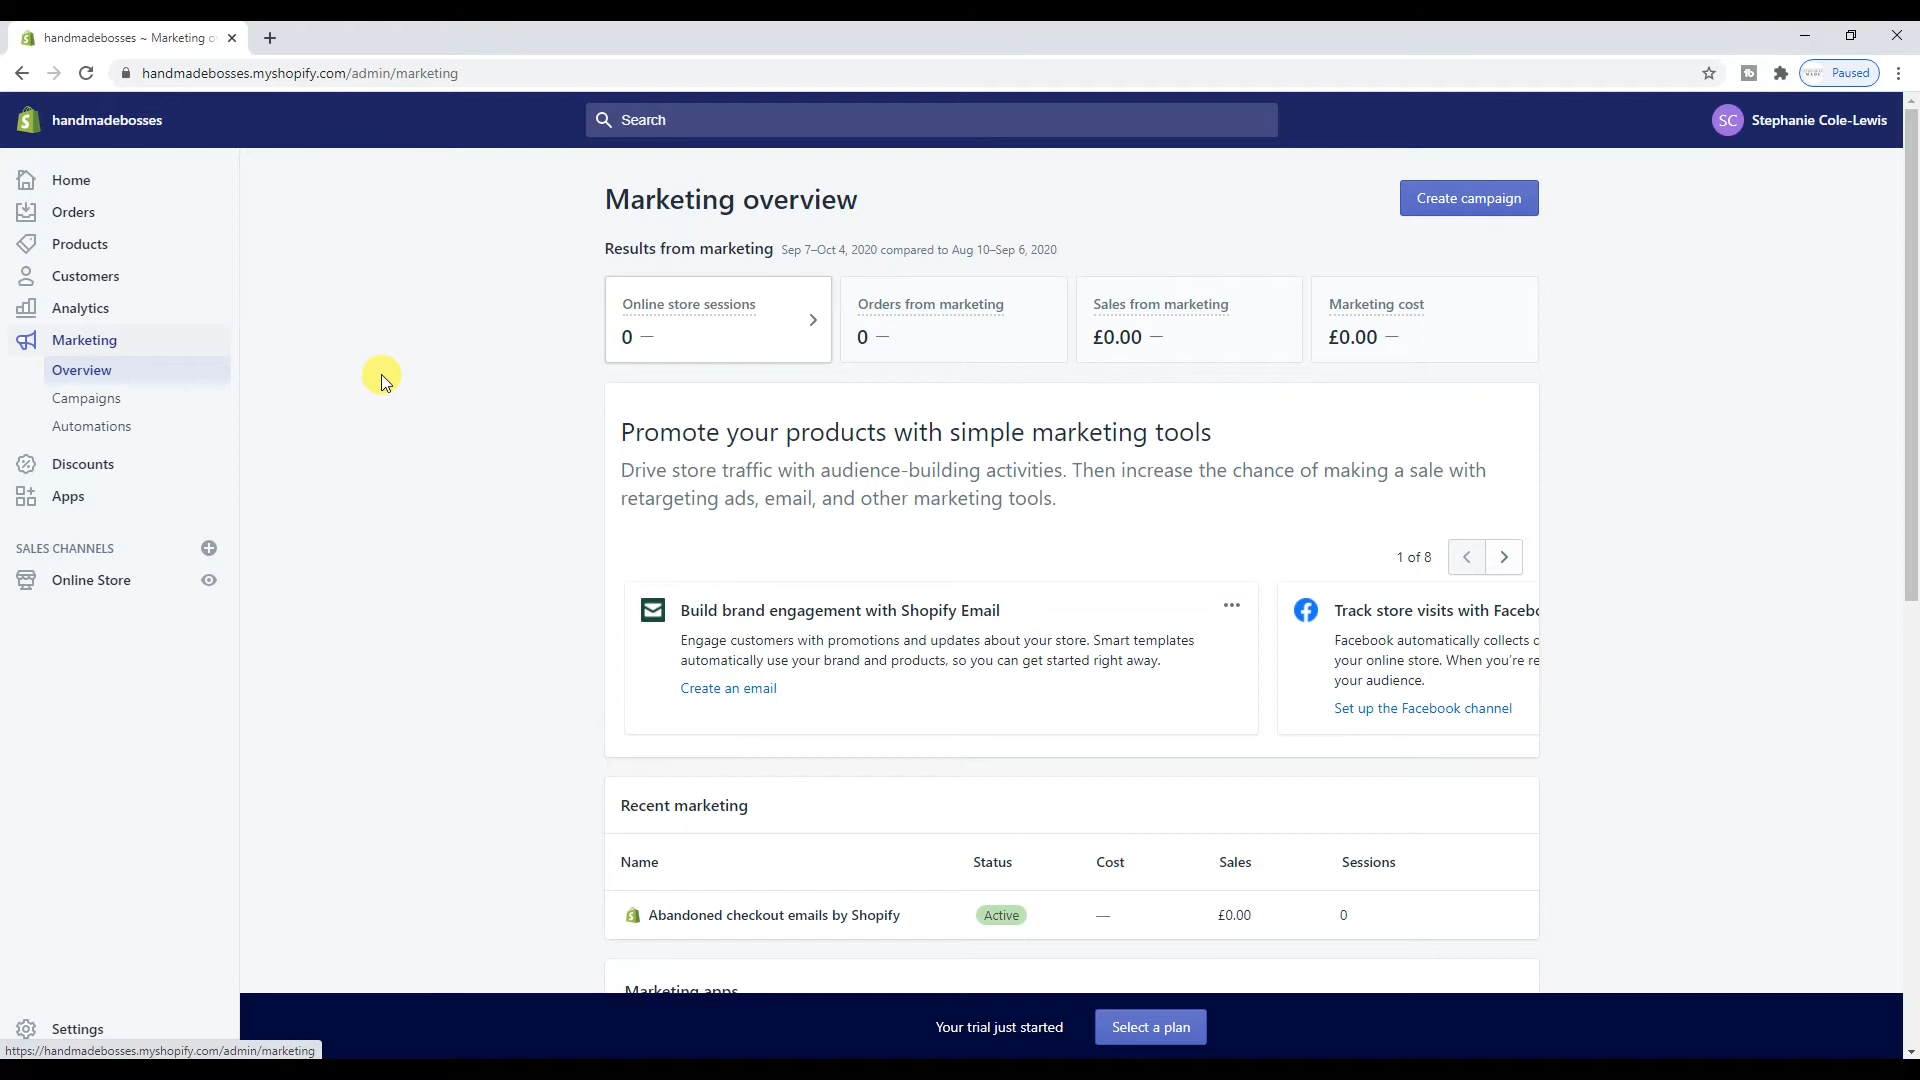 handmadebosses ~ Marketing o
handmadebosses.myshopify.com/admin/marketing
Paused
handmadebosses
Search
SC
Stephanie Cole-Lewis
Home
Orders
Products
Customers
Analytics
Marketing
Overview
Campaigns
Automations
Discounts
Apps
SALES CHANNELS
Online Store
Settings
https://handmadebosses.myshopify.com/admin/marketing
Marketing overview
Create campaign
Results from marketing Sep 7–Oct 4, 2020 compared to Aug 10–Sep 6, 2020
Online store sessions
0 —
Orders from marketing
0 —
Sales from marketing
£0.00 —
Marketing cost
£0.00 —
Promote your products with simple marketing tools
Drive store traffic with audience-building activities. Then increase the chance of making a sale with
retargeting ads, email, and other marketing tools.
1 of 8
Build brand engagement with Shopify Email
Engage customers with promotions and updates about your store. Smart templates
automatically use your brand and products, so you can get started right away.
Create an email
Track store visits with Facebo
Facebook automatically collects
your online store. When you're re
your audience.
Set up the Facebook channel
Recent marketing
Name Status Cost Sales Sessions
Abandoned checkout emails by Shopify Active — £0.00 0
Marketing apps
Your trial just started
Select a plan